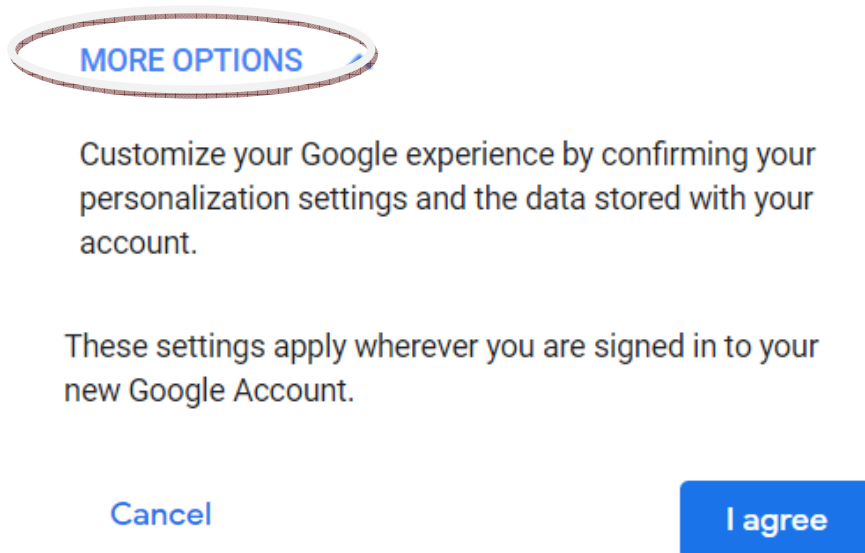 MORE OPTIONS
Customize your Google experience by confirming your
personalization settings and the data stored with your
account.
These settings apply wherever you are signed in to your
new Google Account.
Cancel
I agree